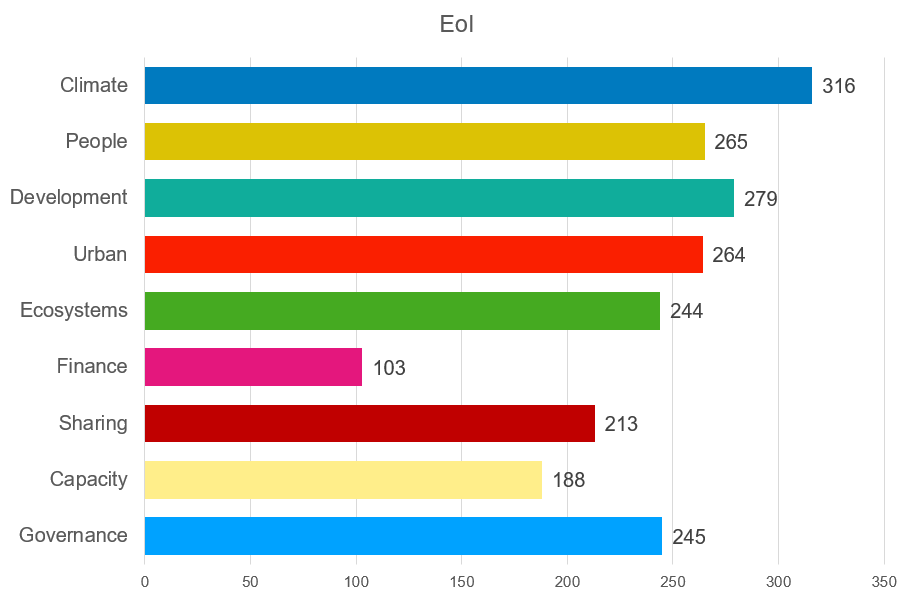 EoI
Climate 316
People 265
Development 279
Urban 264
Ecosystems 244
Finance 103
Sharing 213
Capacity 188
Governance 245
0 50 100 150 200 250 300 350